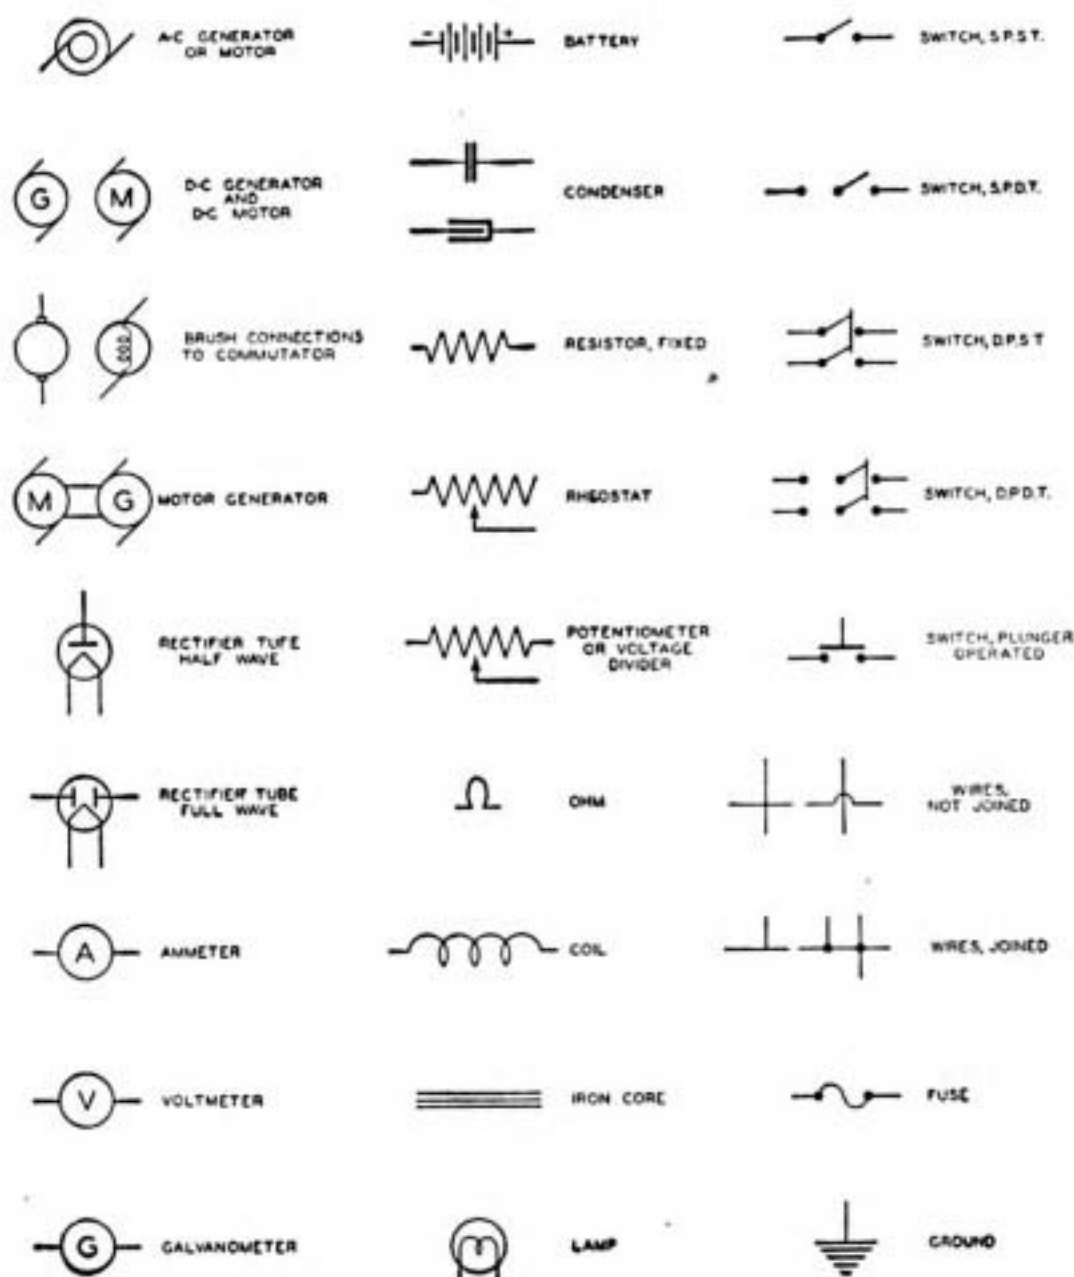 A-C GENERATOR
OR MOTOR
- +
BATTERY
SWITCH, S.P.S.T.
G
M
D-C GENERATOR
AND
D-C MOTOR
CONDENSER
SWITCH, S.P.D.T.
BRUSH CONNECTIONS
TO COMMUTATOR
RESISTOR, FIXED
SWITCH, D.P.S.T
M
G
MOTOR GENERATOR
RHEOSTAT
SWITCH, D.P.D.T.
RECTIFIER TUFE
HALF WAVE
POTENTIOMETER
OR VOLTAGE
DIVIDER
SWITCH, PLUNGER
OPERATED
RECTIFIER TUBE
FULL WAVE
OHM
WIRES,
NOT JOINED
A
AMMETER
COIL
WIRES, JOINED
V
VOLTMETER
IRON CORE
FUSE
G
GALVANOMETER
LAMP
GROUND